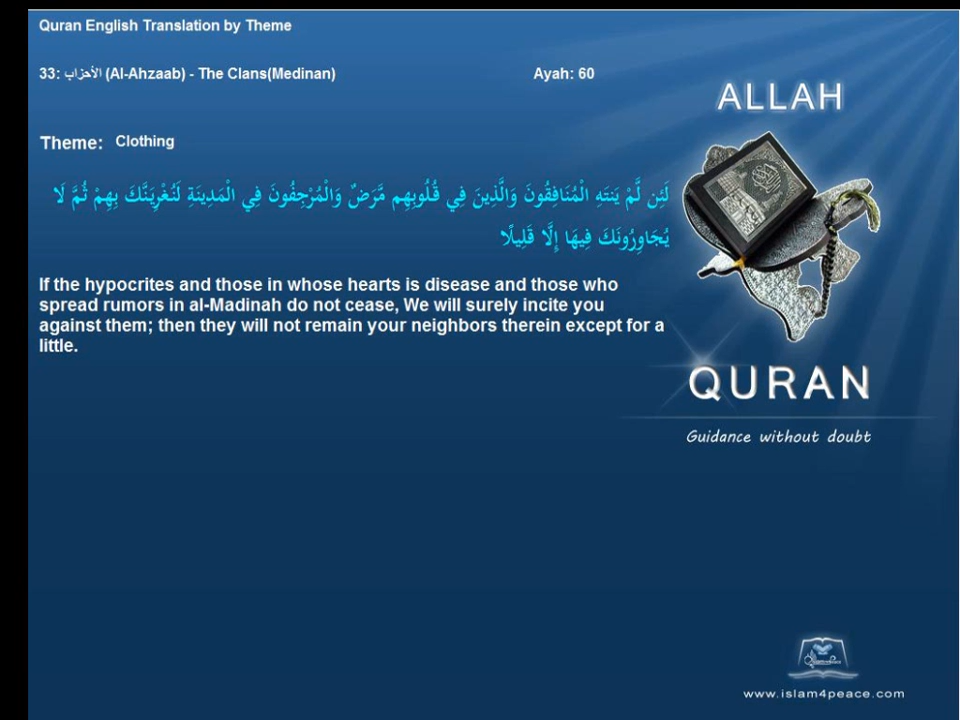 Quran English Translation by Theme
33: الأحزاب (Al-Ahzaab) - The Clans(Medinan) Ayah: 60
ALLAH
Theme: Clothing
لَئِن لَّمْ يَنتَهِ الْمُنَافِقُونَ وَالَّذِينَ فِي قُلُوبِهِم مَّرَضٌ وَالْمُرْجِفُونَ فِي الْمَدِينَةِ لَنُغْرِيَنَّكَ بِهِمْ ثُمَّ لَا
يُجَاوِرُونَكَ فِيهَا إِلَّا قَلِيلًا
If the hypocrites and those in whose hearts is disease and those who
spread rumors in al-Madinah do not cease, We will surely incite you
against them; then they will not remain your neighbors therein except for a
little.
QURAN
Guidance without doubt
www.islam4peace.com